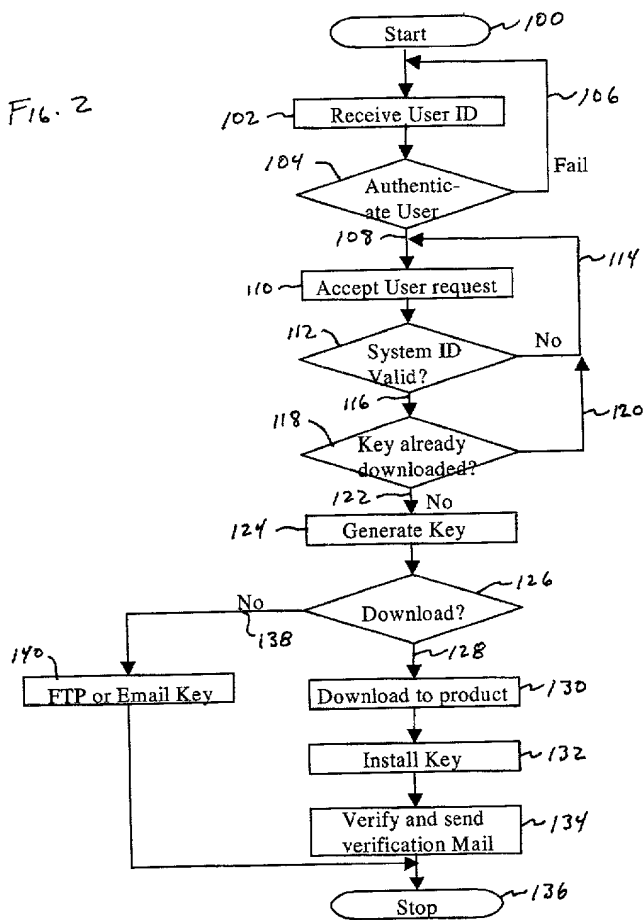 FIG. 2
Start
100
106
102
Receive User ID
104
Authentic-
ate User
Fail
108
114
110
Accept User request
112
System ID
Valid?
No
116
118
Key already
downloaded?
120
122
No
124
Generate Key
126
Download?
No
138
128
140
FTP or Email Key
Download to product
130
Install Key
132
Verify and send
verification Mail
134
Stop
136